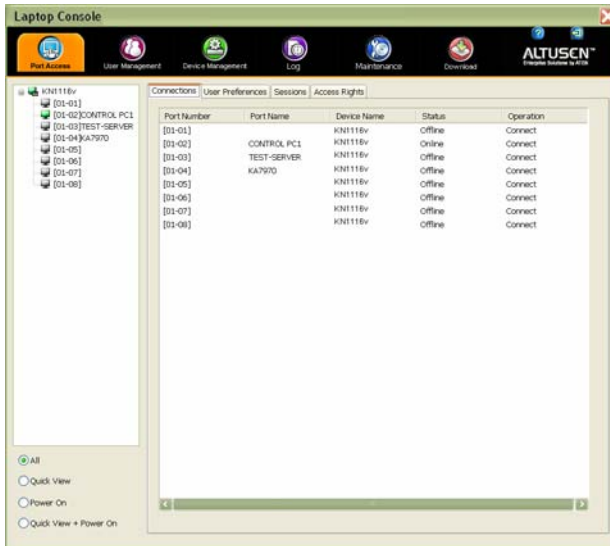 Laptop Console
Port Access User Management Device Management Log Maintenance Download
ALTUSEN™
Enterprise Solutions by ATEN
KN1116v
[01-01]
[01-02]CONTROL PC1
[01-03]TEST-SERVER
[01-04]KA7970
[01-05]
[01-06]
[01-07]
[01-08]
Connections User Preferences Sessions Access Rights
Port Number Port Name Device Name Status Operation
[01-01] KN1116v Offline Connect
[01-02] CONTROL PC1 KN1116v Online Connect
[01-03] TEST-SERVER KN1116v Offline Connect
[01-04] KA7970 KN1116v Offline Connect
[01-05] KN1116v Offline Connect
[01-06] KN1116v Offline Connect
[01-07] KN1116v Offline Connect
[01-08] KN1116v Offline Connect
All
Quick View
Power On
Quick View + Power On